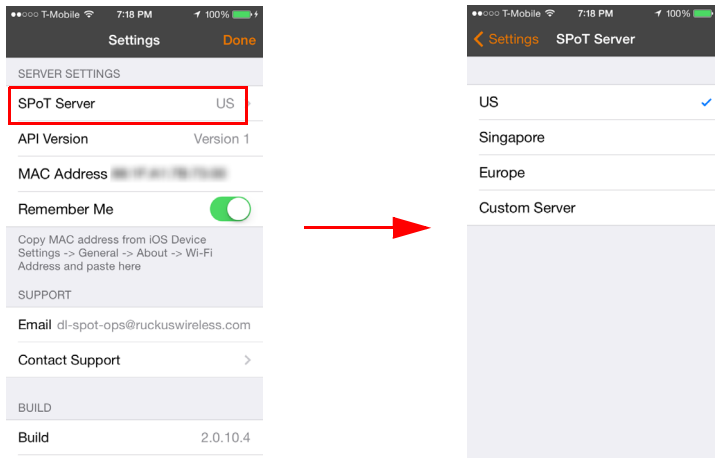 T-Mobile 7:18 PM 100%
Settings Done
SERVER SETTINGS
SPoT Server US
API Version Version 1
MAC Address
Remember Me
Copy MAC address from iOS Device
Settings -> General -> About -> Wi-Fi
Address and paste here
SUPPORT
Email dl-spot-ops@ruckuswireless.com
Contact Support
BUILD
Build 2.0.10.4
T-Mobile 7:18 PM 100%
Settings SPoT Server
US
Singapore
Europe
Custom Server